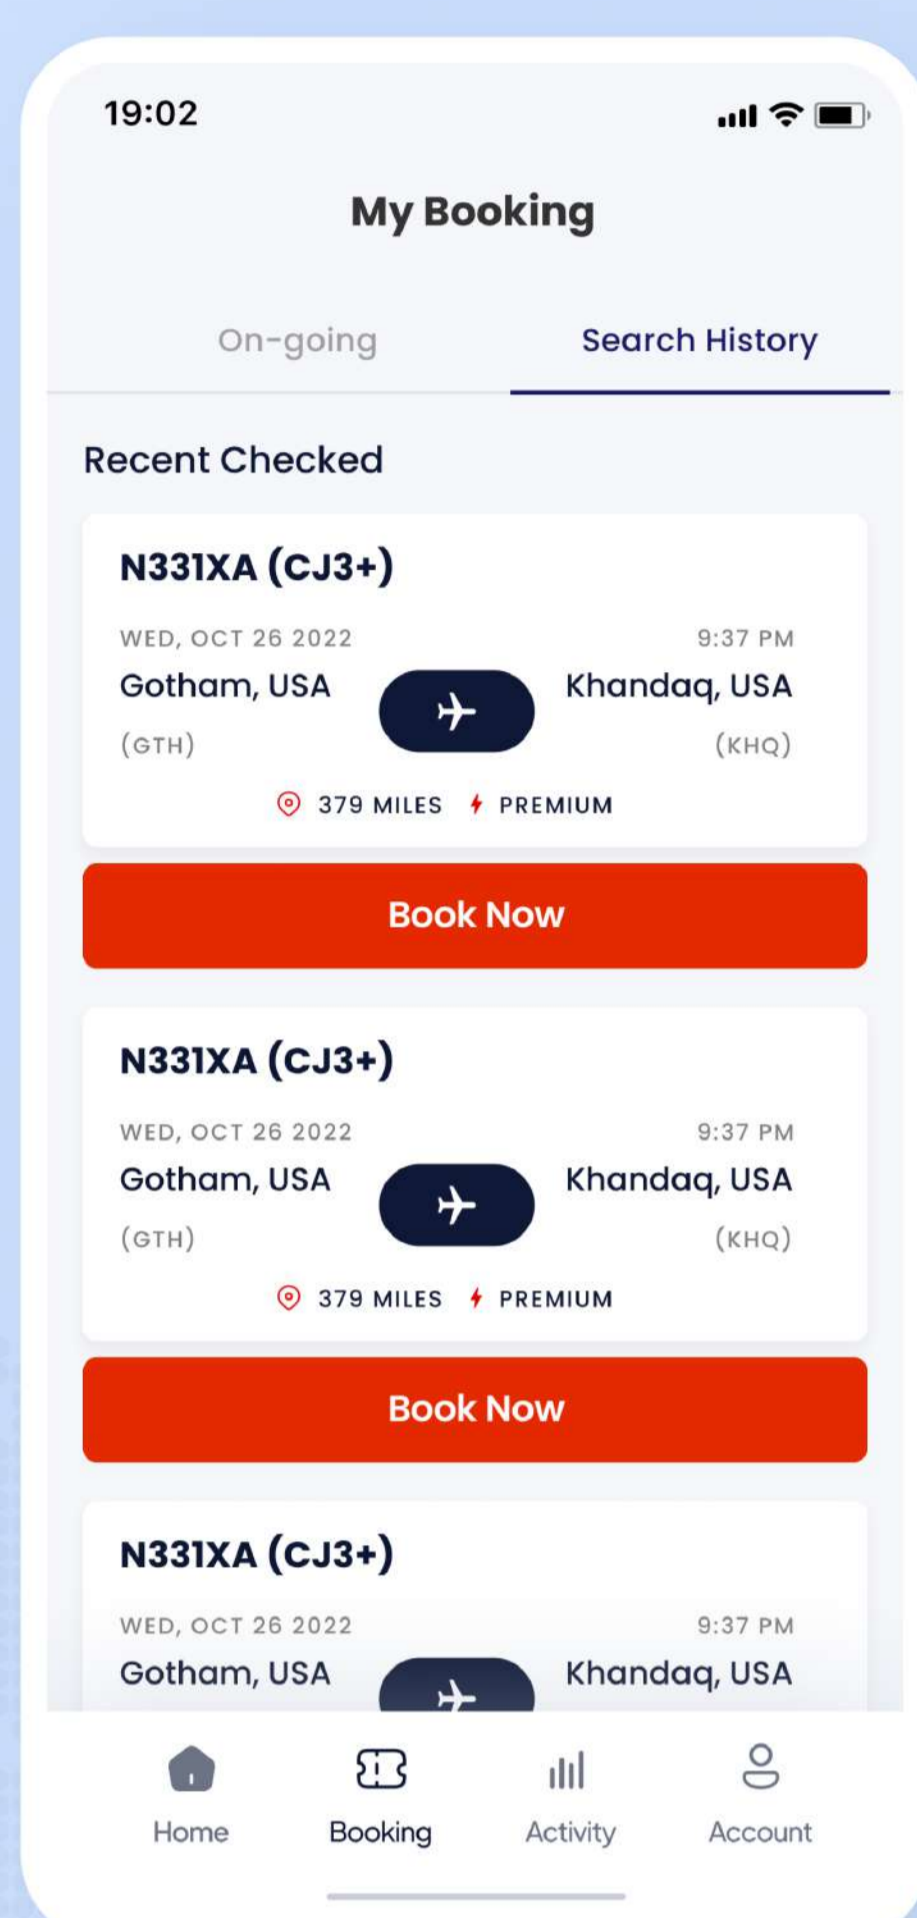 19:02
My Booking
On-going Search History
Recent Checked
N331XA (CJ3+)
WED, OCT 26 2022 9:37 PM
Gotham, USA Khandaq, USA
(GTH) (KHQ)
379 MILES PREMIUM
Book Now
N331XA (CJ3+)
WED, OCT 26 2022 9:37 PM
Gotham, USA Khandaq, USA
(GTH) (KHQ)
379 MILES PREMIUM
Book Now
N331XA (CJ3+)
WED, OCT 26 2022 9:37 PM
Gotham, USA Khandaq, USA
Home Booking Activity Account